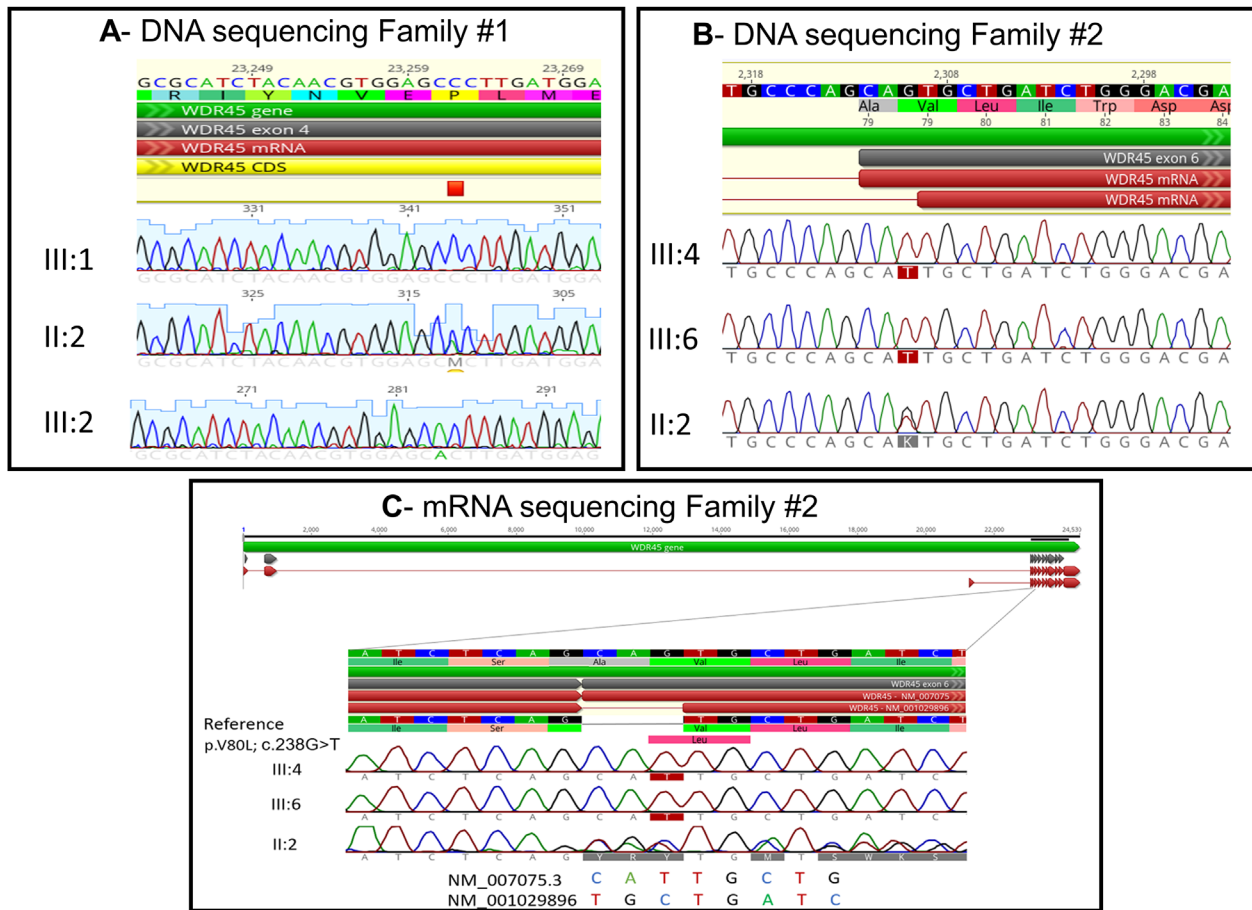 A- DNA sequencing Family #1
23,249 23,259 23,269
GCGCATCTACAACGTGGAGCCCTTGATGGA
R I Y N V E P L M E
WDR45 gene
WDR45 exon 4
WDR45 mRNA
WDR45 CDS
331 341 351
III:1
GCGCATCTACAACGTGGAGCCCTTGATGGA
325 315 305
II:2
GCGCATCTACAACGTGGAGCMCTTGATGGA
271 281 291
III:2
GCGCATCTACAACGTGGAGCACTTGATGGAG
B- DNA sequencing Family #2
2,318 2,308 2,298
TGCCCAGCAGTGCTGATCTGGGACGA
Ala Val Leu Ile Trp Asp Asp
79 79 80 81 82 83 84
WDR45 exon 6
WDR45 mRNA
WDR45 mRNA
III:4
TGCCCAGCATTGCTGATCTGGGACGA
III:6
TGCCCAGCATTGCTGATCTGGGACGA
II:2
TGCCCAGCAKTGCTGATCTGGGACGA
C- mRNA sequencing Family #2
1 2,000 4,000 6,000 8,000 10,000 12,000 14,000 16,000 18,000 20,000 22,000 24,533
WDR45 gene
A T C T C A G C A G T G C T G A T C T
Ile Ser Ala Val Leu Ile
WDR45 exon 6
WDR45 - NM_007075
WDR45 - NM_001029896
Reference
A T C T C A G T G C T G A T C T
Ile Ser Val Leu Ile
p.V80L; c.238G>T
Leu
III:4
A T C T C A G C A T T G C T G A T C
III:6
A T C T C A G C A T T G C T G A T C
II:2
A T C T C A G Y R Y T G M T S W K S
NM_007075.3 C A T T G C T G
NM_001029896 T G C T G A T C